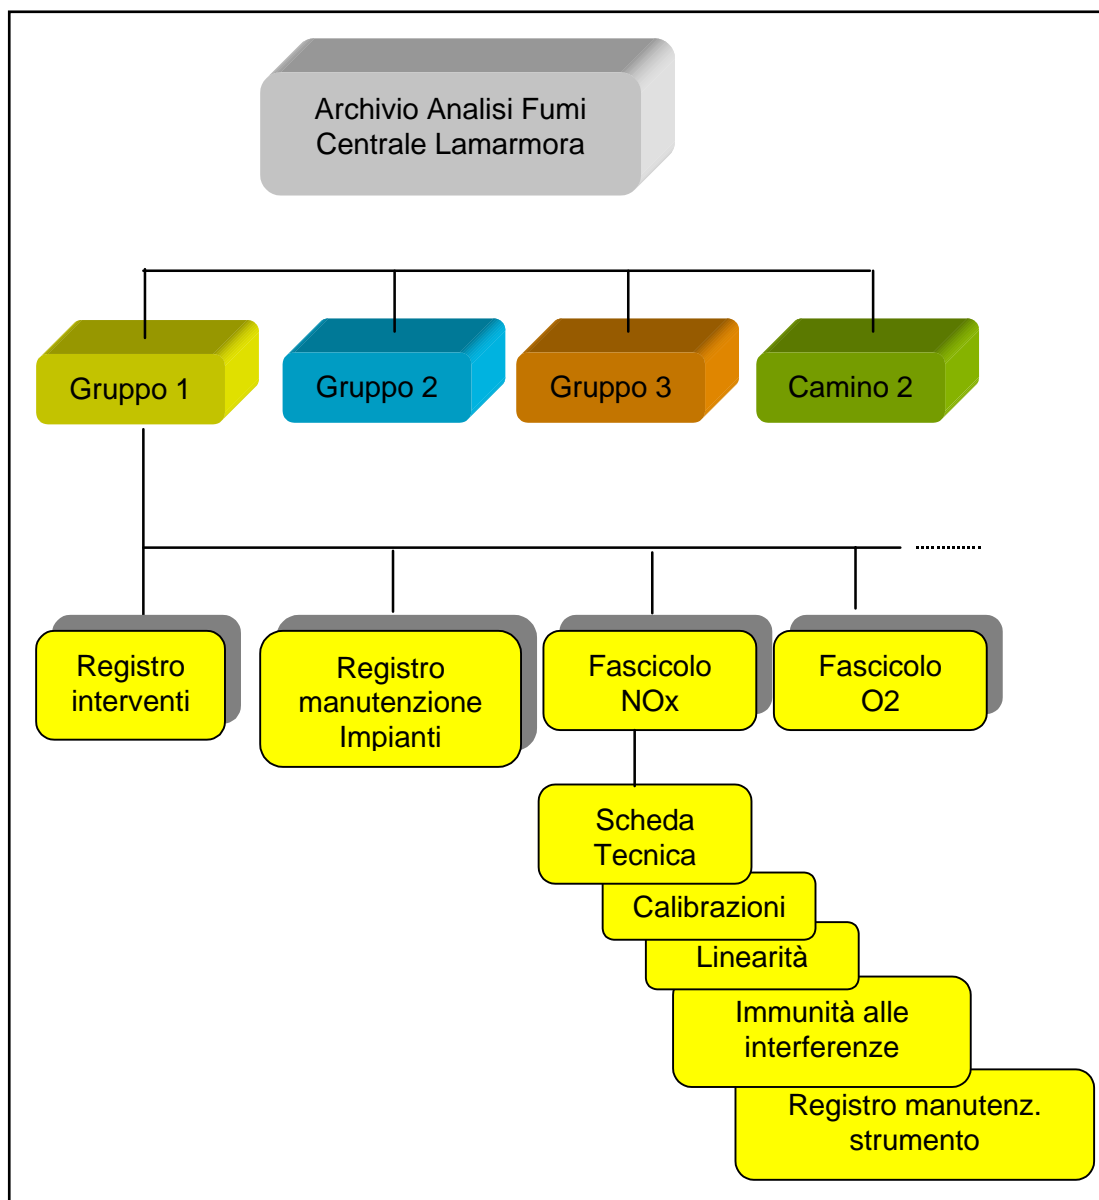 Archivio Analisi Fumi
Centrale Lamarmora
Gruppo 1
Gruppo 2
Gruppo 3
Camino 2
Registro
interventi
Registro
manutenzione
Impianti
Fascicolo
NOx
Fascicolo
O2
Scheda
Tecnica
Calibrazioni
Linearità
Immunità alle
interferenze
Registro manutenz.
strumento